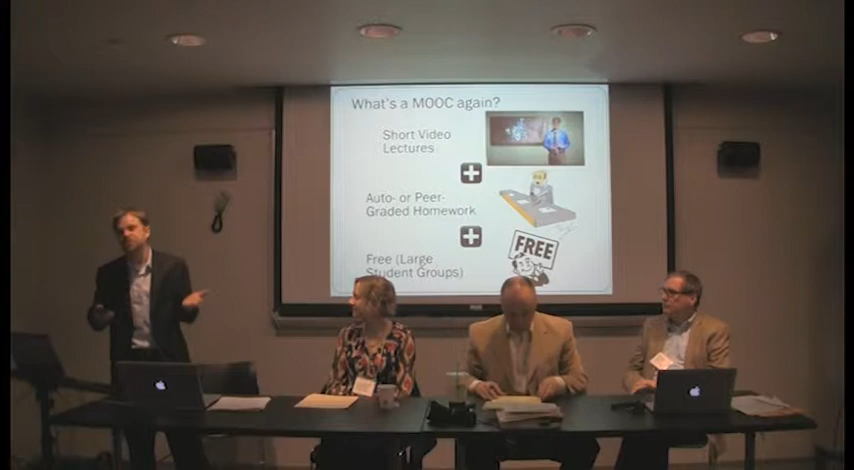 What's a MOOC again?
Short Video
Lectures
Auto- or Peer-
Graded Homework
FREE
Free (Large
Student Groups)